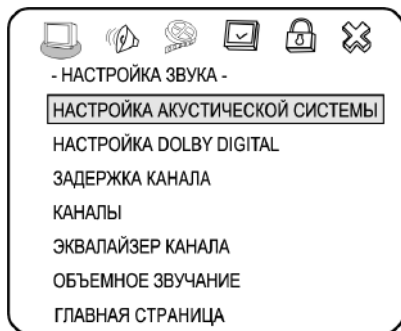 - НАСТРОЙКА ЗВУКА -
НАСТРОЙКА АКУСТИЧЕСКОЙ СИСТЕМЫ
НАСТРОЙКА DOLBY DIGITAL
ЗАДЕРЖКА КАНАЛА
КАНАЛЫ
ЭКВАЛАЙЗЕР КАНАЛА
ОБЪЕМНОЕ ЗВУЧАНИЕ
ГЛАВНАЯ СТРАНИЦА